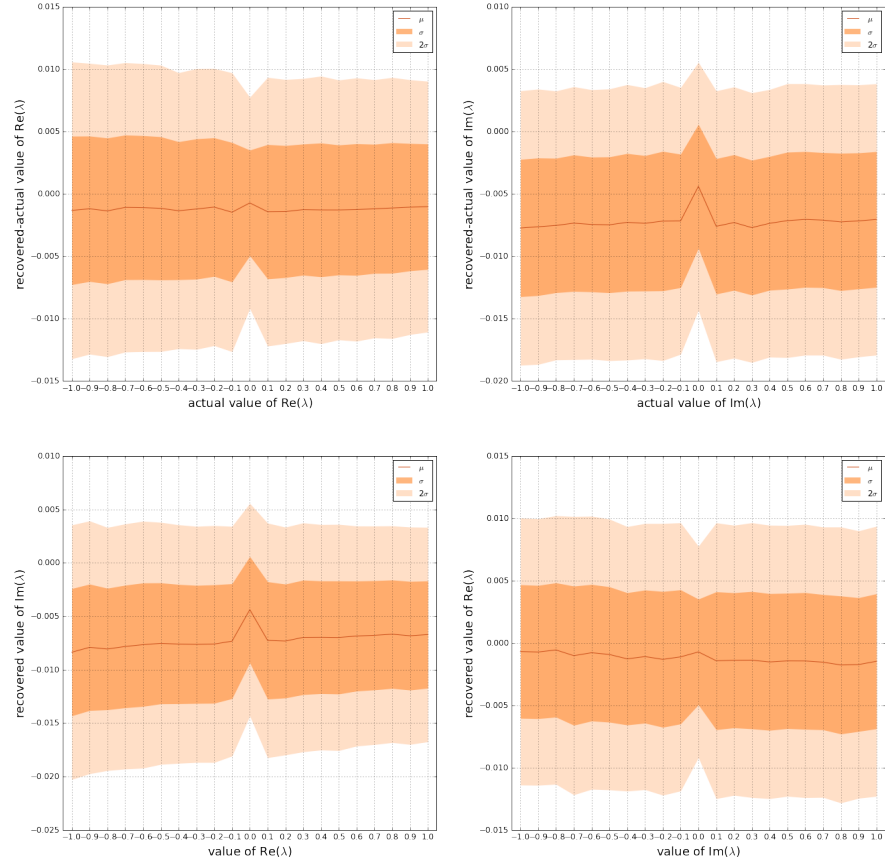 0.015
0.010
0.005
0.000
−0.005
−0.010
−0.015
recovered-actual value of Re(λ)
−1.0−0.9−0.8−0.7−0.6−0.5−0.4−0.3−0.2−0.1 0.0 0.1 0.2 0.3 0.4 0.5 0.6 0.7 0.8 0.9 1.0
actual value of Re(λ)
μ
σ
2σ
0.010
0.005
0.000
−0.005
−0.010
−0.015
−0.020
recovered-actual value of Im(λ)
−1.0−0.9−0.8−0.7−0.6−0.5−0.4−0.3−0.2−0.1 0.0 0.1 0.2 0.3 0.4 0.5 0.6 0.7 0.8 0.9 1.0
actual value of Im(λ)
μ
σ
2σ
0.010
0.005
0.000
−0.005
−0.010
−0.015
−0.020
−0.025
recovered value of Im(λ)
−1.0−0.9−0.8−0.7−0.6−0.5−0.4−0.3−0.2−0.1 0.0 0.1 0.2 0.3 0.4 0.5 0.6 0.7 0.8 0.9 1.0
value of Re(λ)
μ
σ
2σ
0.015
0.010
0.005
0.000
−0.005
−0.010
−0.015
recovered value of Re(λ)
−1.0−0.9−0.8−0.7−0.6−0.5−0.4−0.3−0.2−0.1 0.0 0.1 0.2 0.3 0.4 0.5 0.6 0.7 0.8 0.9 1.0
value of Im(λ)
μ
σ
2σ